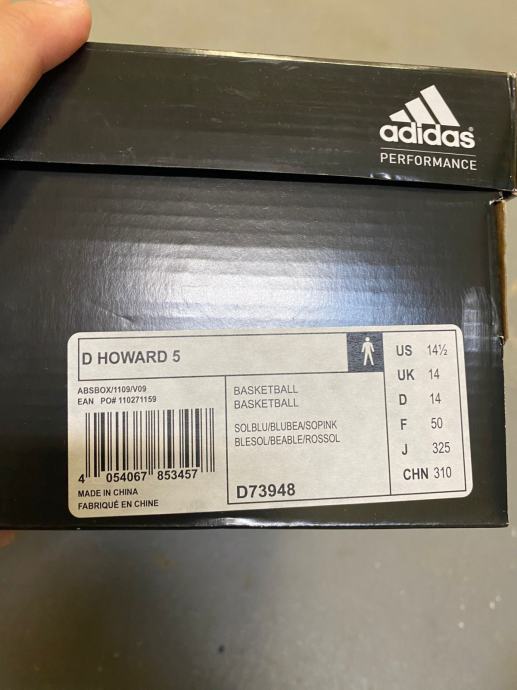 adidas®
PERFORMANCE
D HOWARD 5
ABSBOX/1109/V09
EAN PO# 110271159
4 054067 853457
MADE IN CHINA
FABRIQUÉ EN CHINE
BASKETBALL
BASKETBALL
SOLBLU/BLUBEA/SOPINK
BLESOL/BEABLE/ROSSOL
D73948
US 14½
UK 14
D 14
F 50
J 325
CHN 310